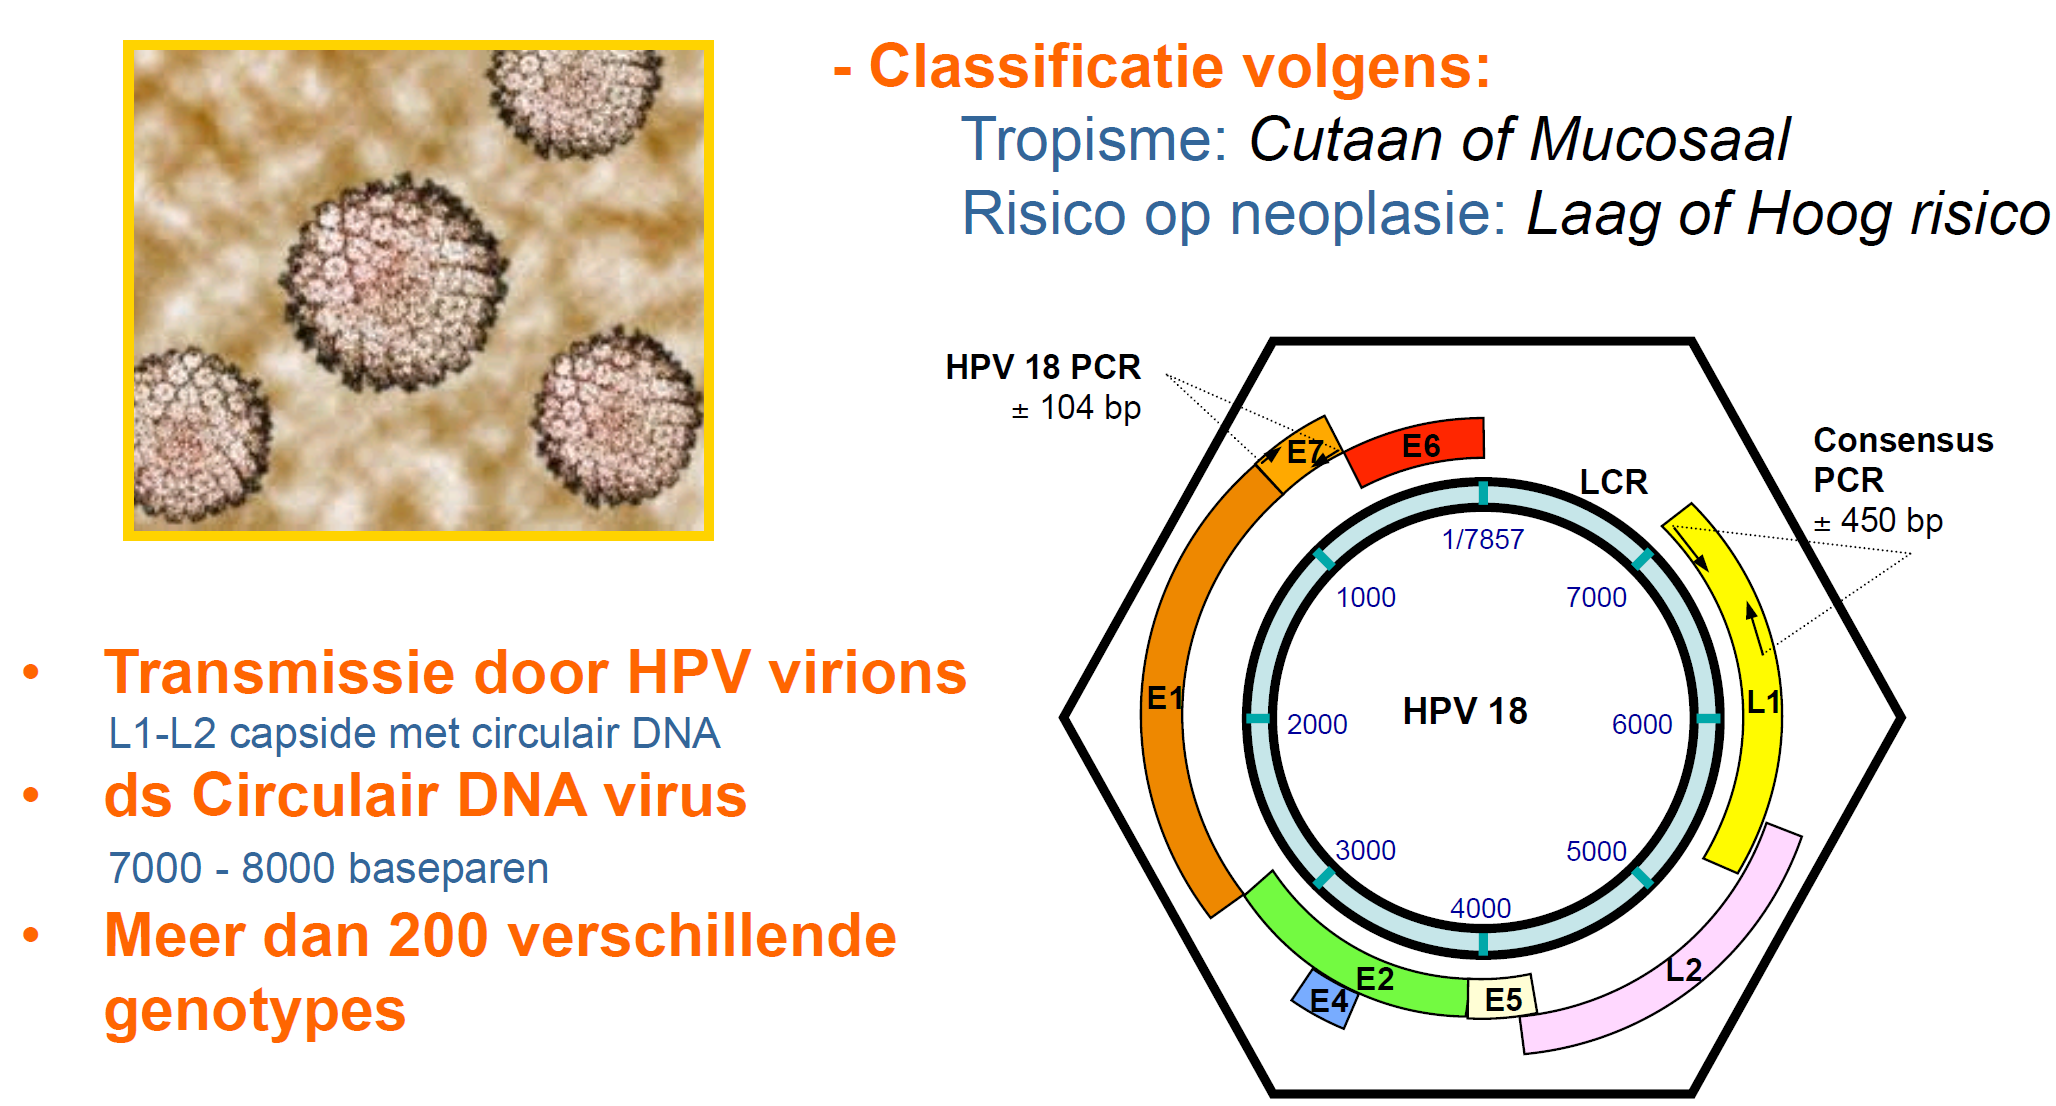 - Classificatie volgens:
Tropisme: Cutaan of Mucosaal
Risico op neoplasie: Laag of Hoog risico
• Transmissie door HPV virions
L1-L2 capside met circulair DNA
• ds Circulair DNA virus
7000 - 8000 baseparen
• Meer dan 200 verschillende
genotypes
HPV 18 PCR
± 104 bp
E7
E6
LCR
Consensus
PCR
± 450 bp
1/7857
1000
7000
E1
2000
HPV 18
6000
L1
3000
5000
4000
E2
E4
E5
L2